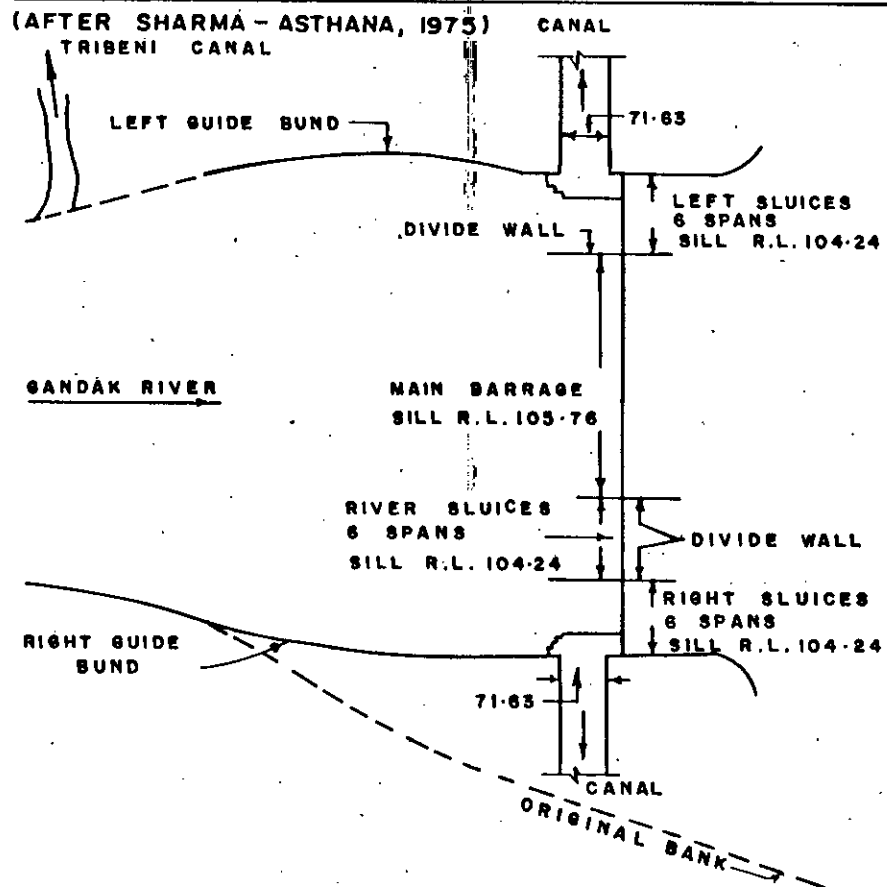 (AFTER SHARMA - ASTHANA, 1975)
CANAL
TRIBENI CANAL
71.63
LEFT GUIDE BUND
LEFT SLUICES
6 SPANS
SILL R.L. 104.24
DIVIDE WALL
GANDAK RIVER
MAIN BARRAGE
SILL R.L. 105.76
RIVER SLUICES
6 SPANS
SILL R.L. 104.24
DIVIDE WALL
RIGHT SLUICES
6 SPANS
SILL R.L. 104.24
RIGHT GUIDE
BUND
71.63
CANAL
ORIGINAL BANK